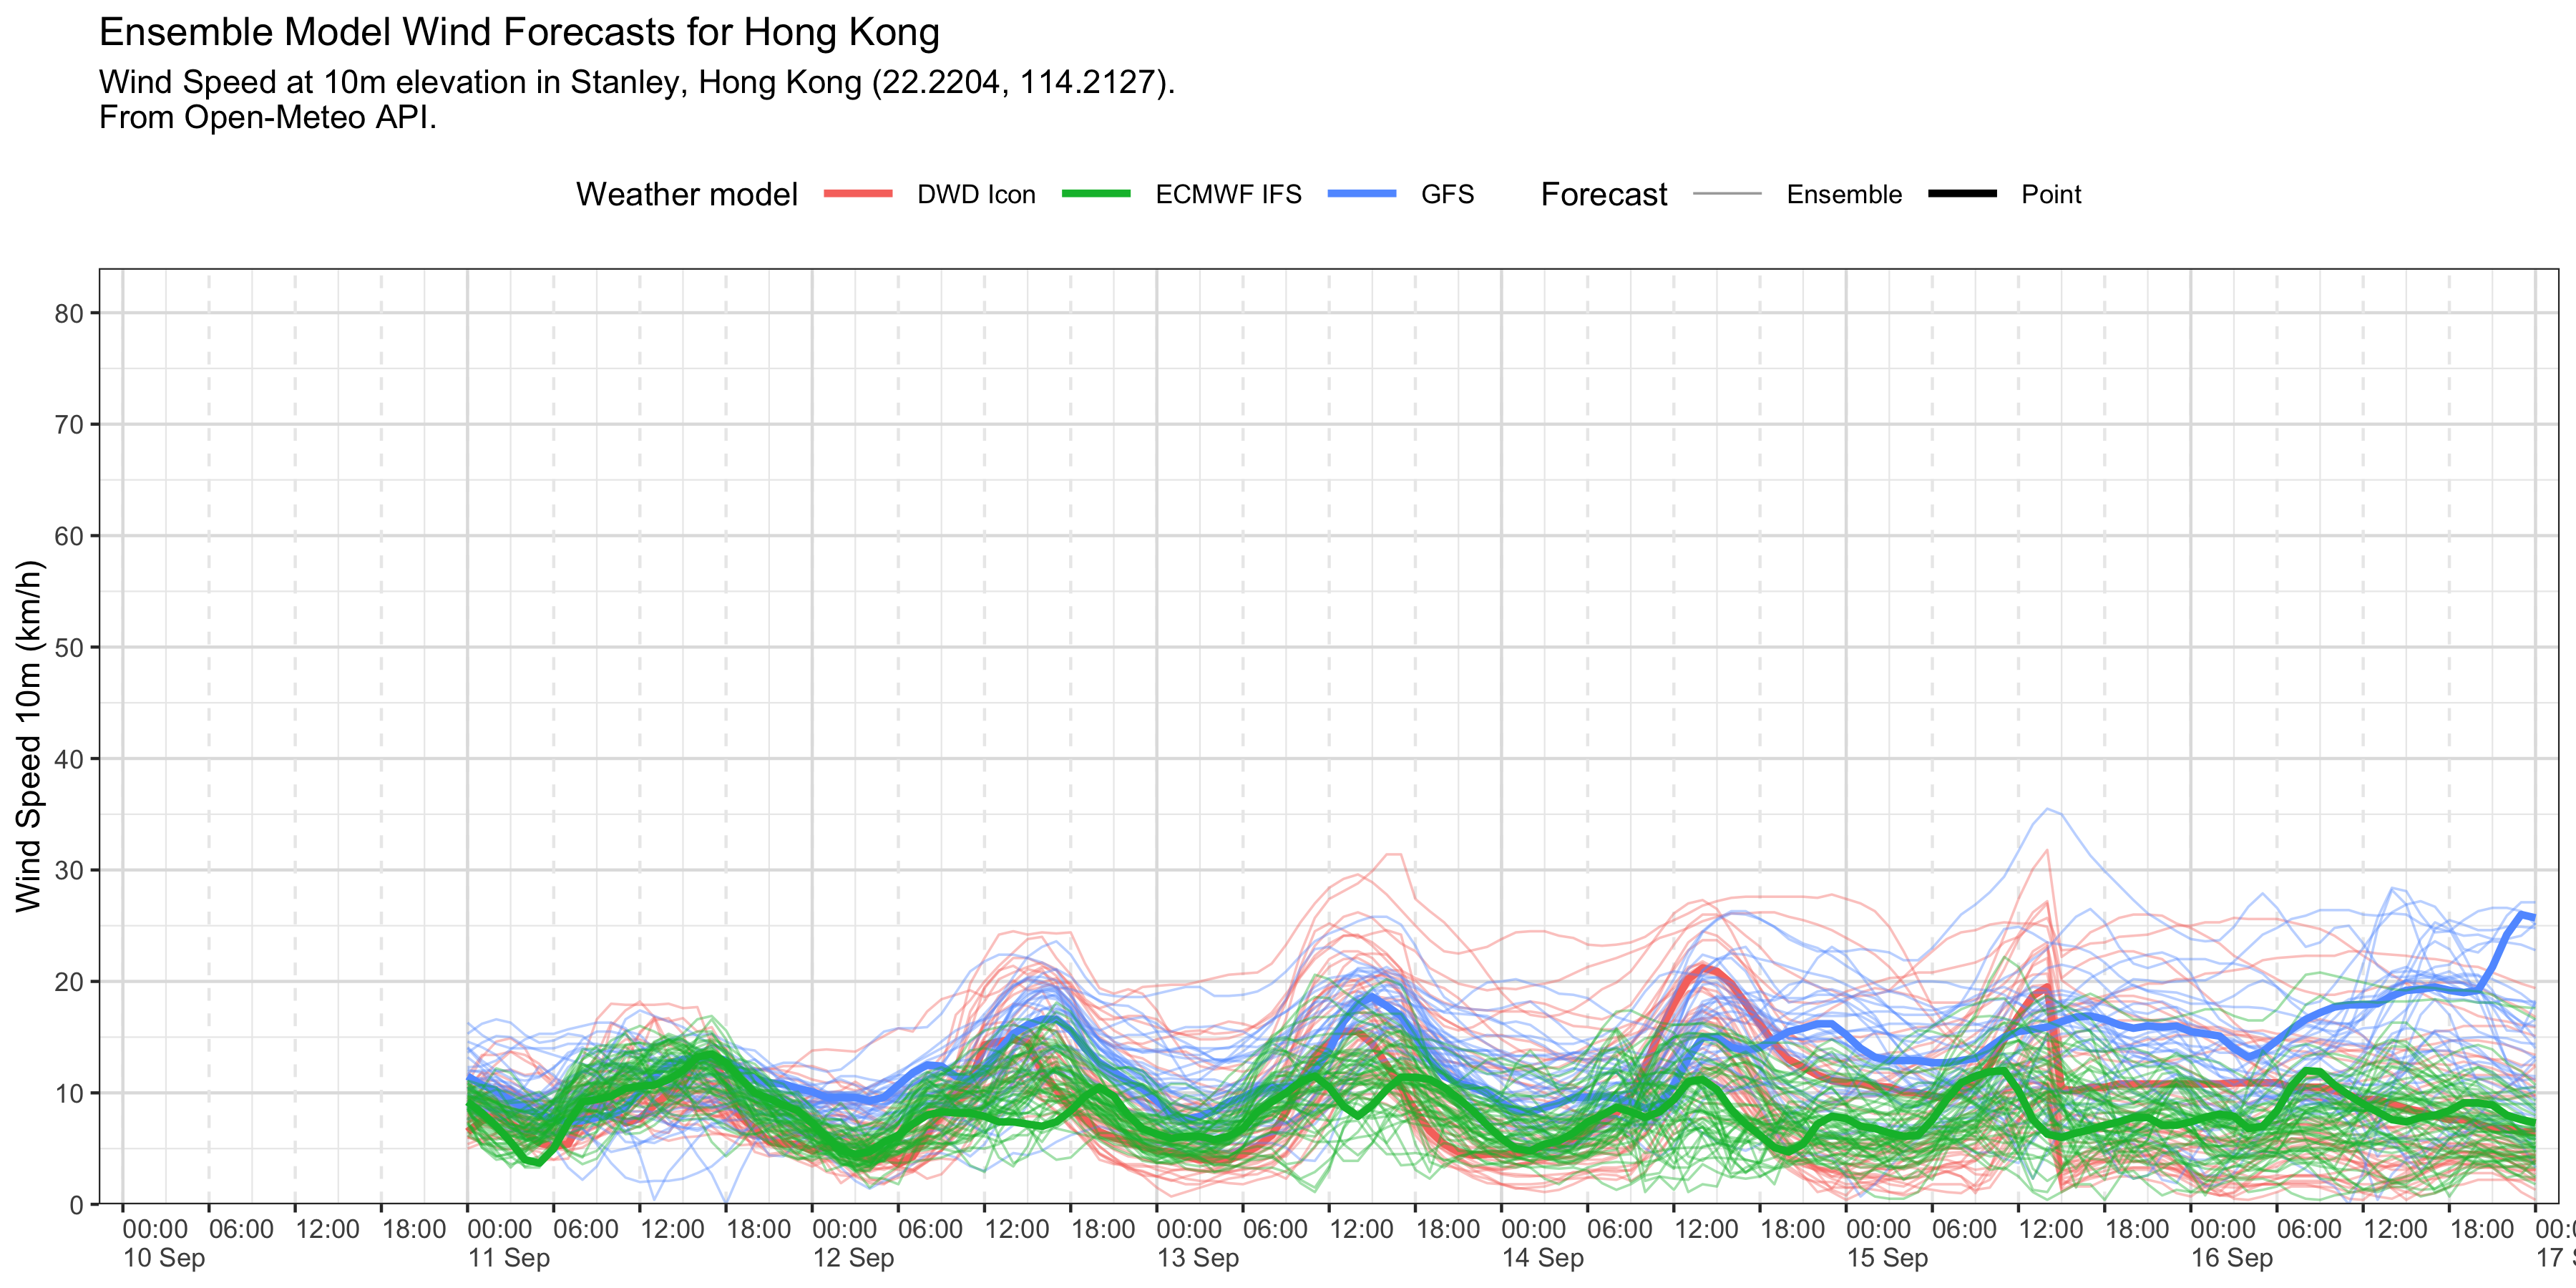 Ensemble Model Wind Forecasts for Hong Kong
Wind Speed at 10m elevation in Stanley, Hong Kong (22.2204, 114.2127).
From Open-Meteo API.
Weather model DWD Icon ECMWF IFS GFS Forecast Ensemble Point
Wind Speed 10m (km/h)
80
70
60
50
40
30
20
10
0
00:00 06:00 12:00 18:00 00:00 06:00 12:00 18:00 00:00 06:00 12:00 18:00 00:00 06:00 12:00 18:00 00:00 06:00 12:00 18:00 00:00 06:00 12:00 18:00 00:00 06:00 12:00 18:00
10 Sep 11 Sep 12 Sep 13 Sep 14 Sep 15 Sep 16 Sep 17